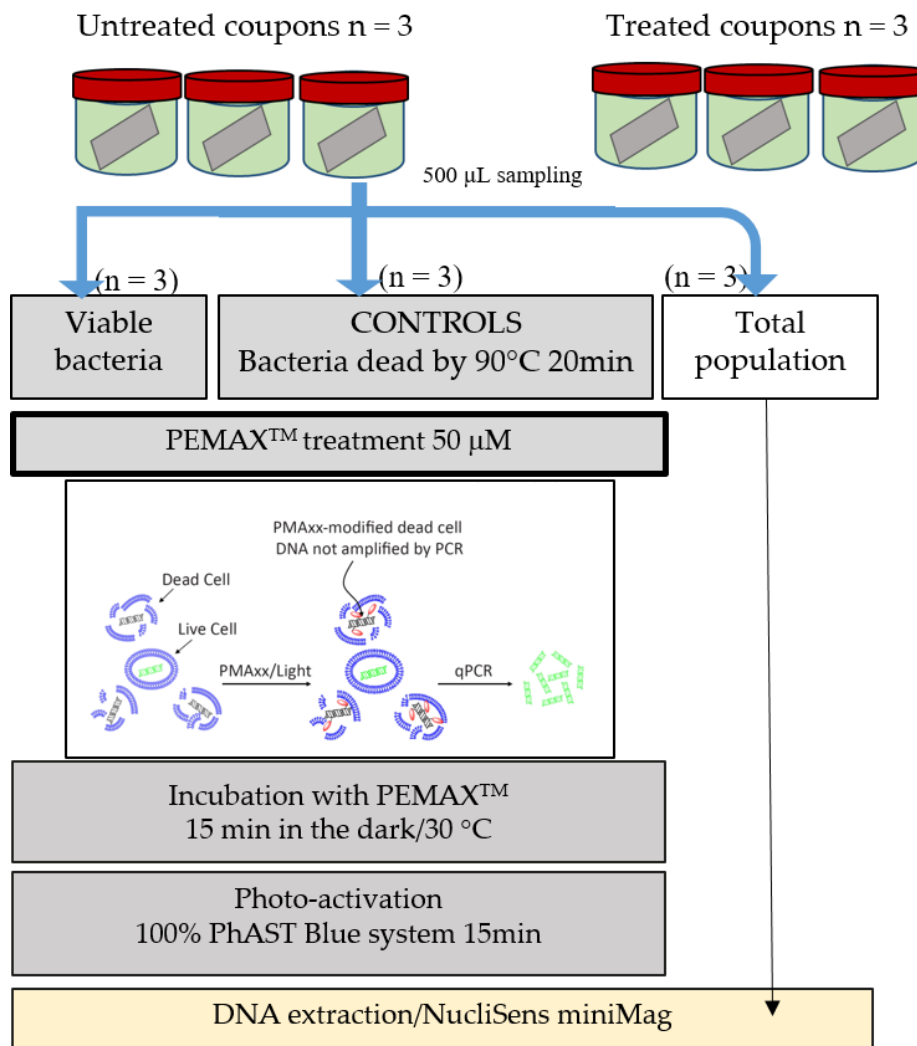 Untreated coupons n = 3
Treated coupons n = 3
500 µL sampling
(n = 3)
(n = 3)
(n = 3)
Viable
bacteria
CONTROLS
Bacteria dead by 90°C 20min
Total
population
PEMAX™ treatment 50 µM
PMAxx-modified dead cell
DNA not amplified by PCR
Dead Cell
Live Cell
PMAxx/Light
qPCR
Incubation with PEMAX™
15 min in the dark/30 °C
Photo-activation
100% PhAST Blue system 15min
DNA extraction/NucliSens miniMag